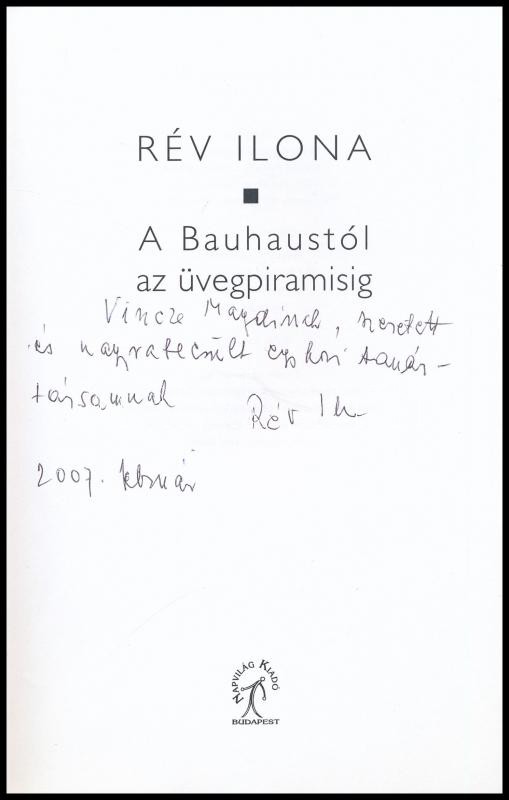 RÉV ILONA
A Bauhaustól
az üvegpiramisig
Vincze Magdának, szeretett
és nagyrabecsült egykori tanár-
társamnak Rév Ilona
2007. február
NAPVILÁG KIADÓ
BUDAPEST